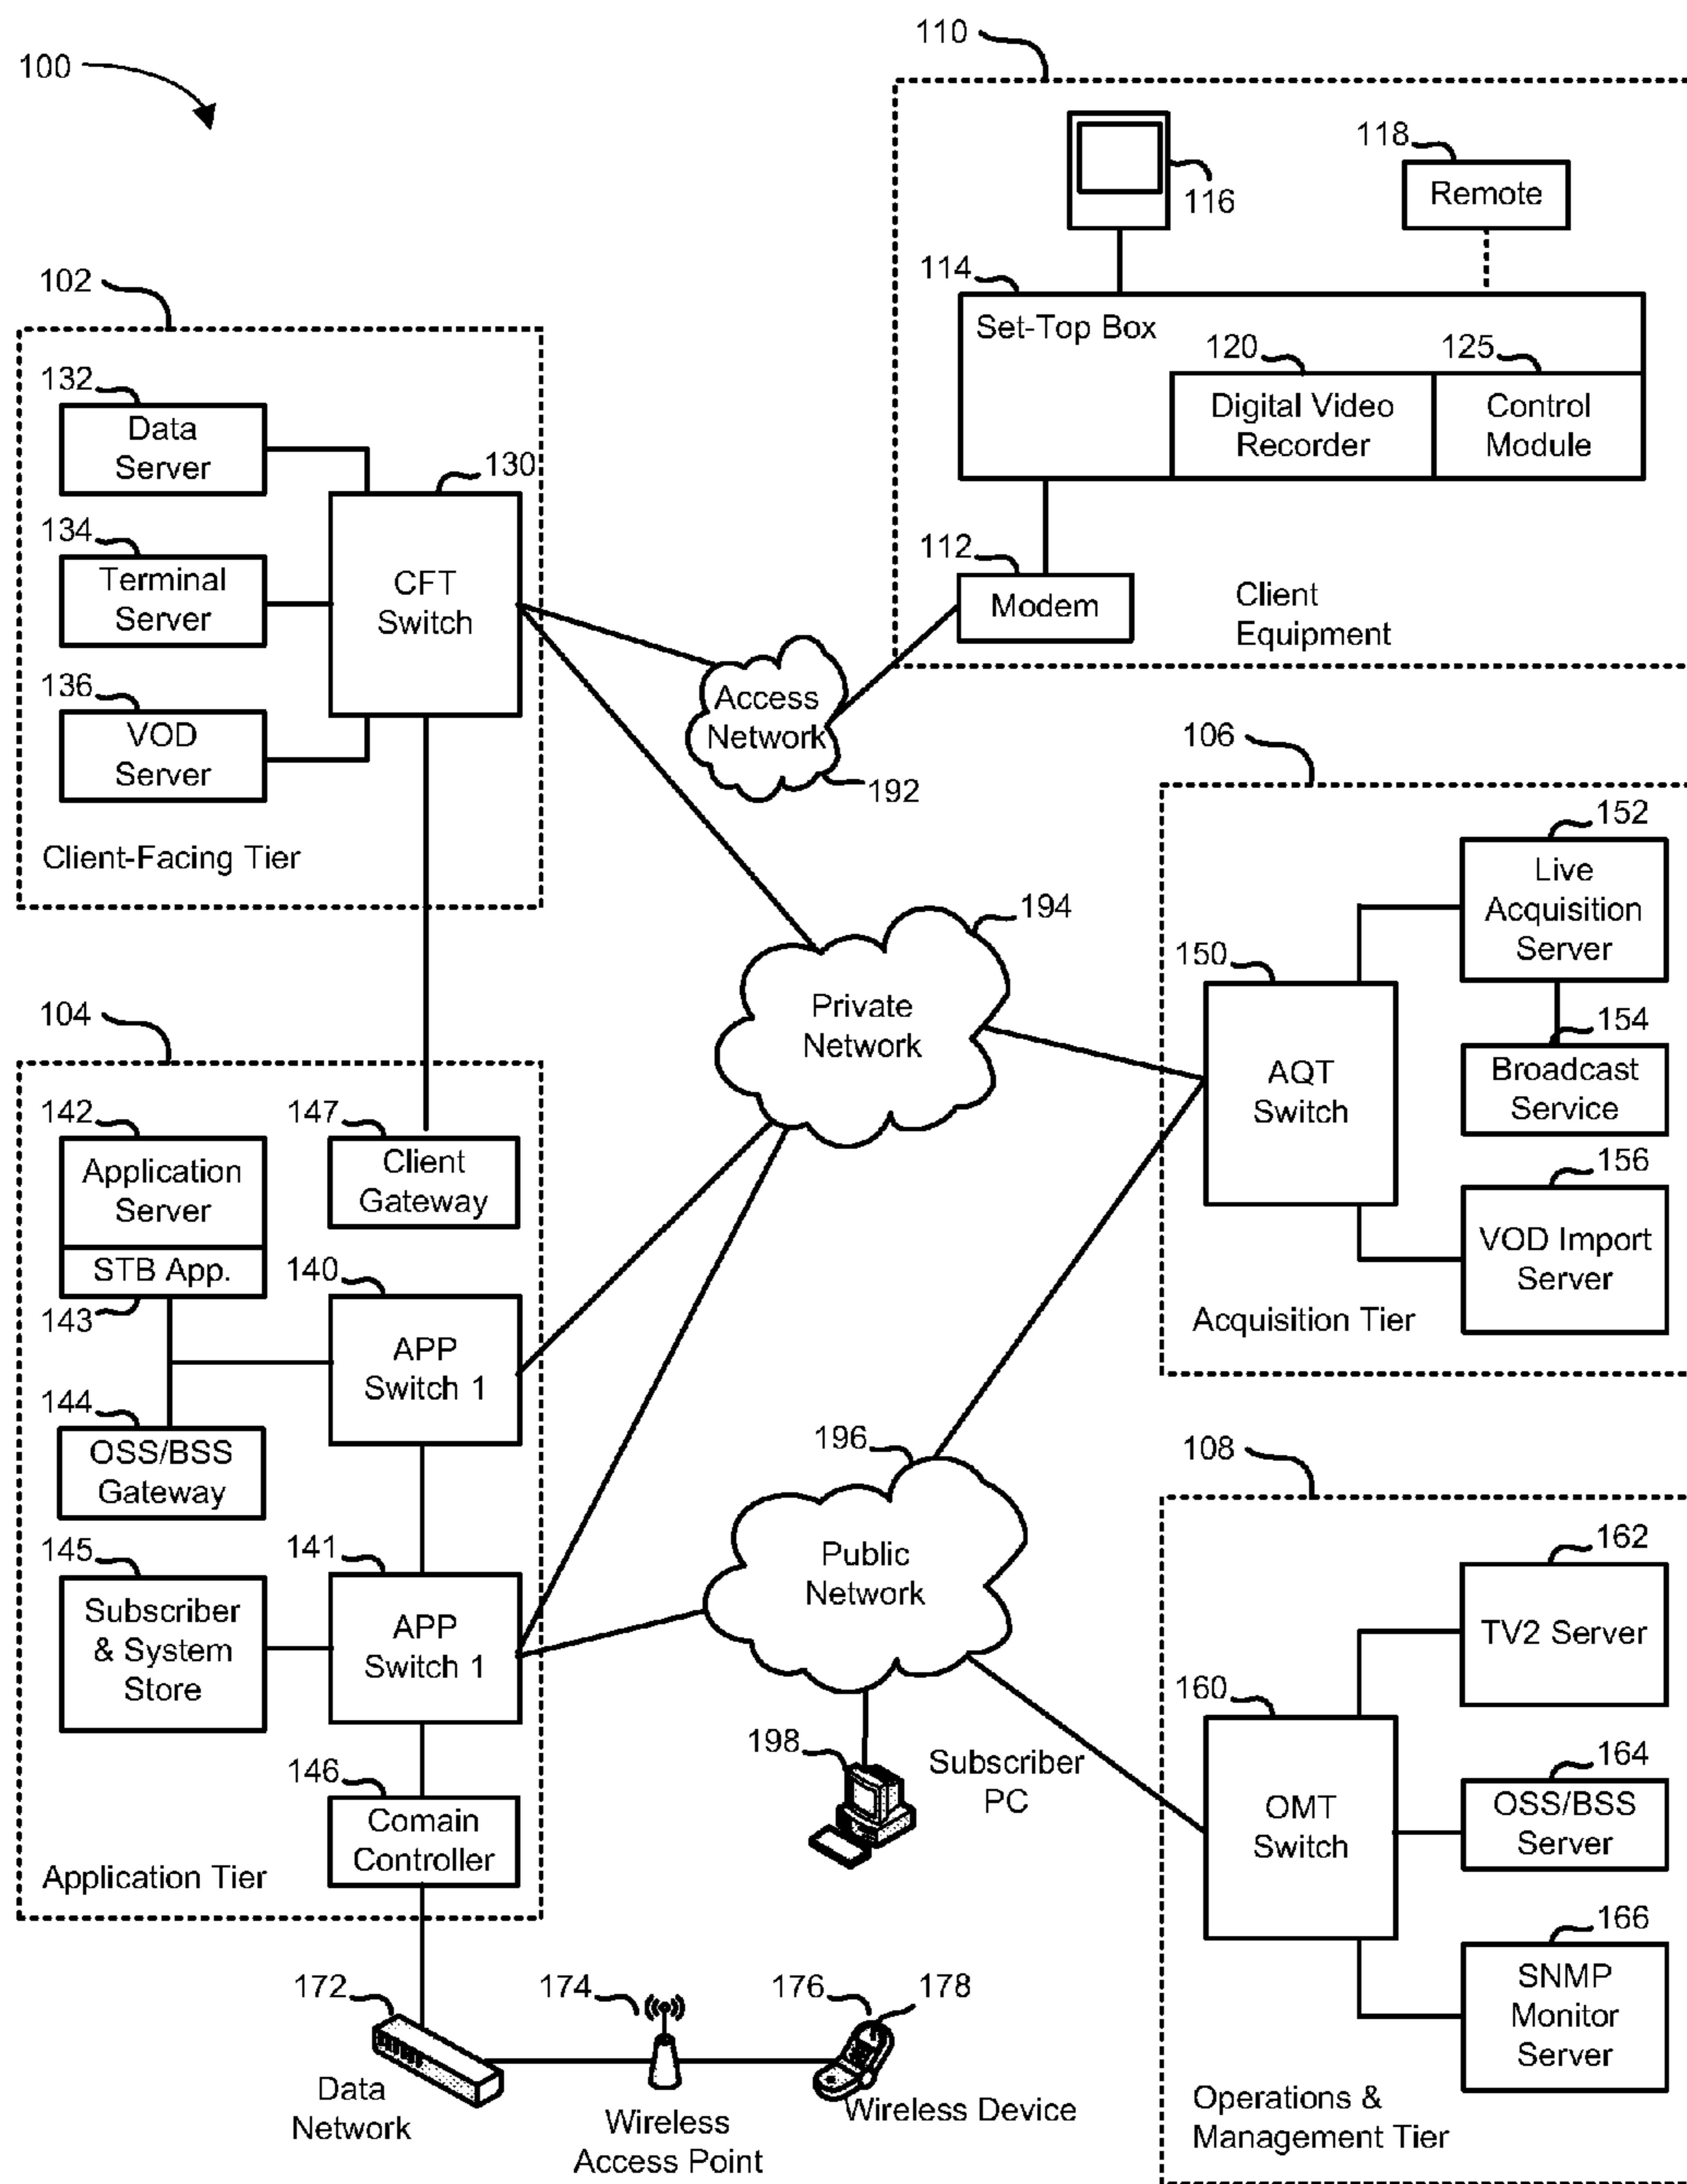 100
110
116
118
Remote
114
Set-Top Box
120
Digital Video
Recorder
125
Control
Module
112
Modem
Client
Equipment
102
132
Data
Server
130
CFT
Switch
134
Terminal
Server
136
VOD
Server
Client-Facing Tier
Access
Network
192
194
Private
Network
106
152
Live
Acquisition
Server
150
AQT
Switch
154
Broadcast
Service
156
VOD Import
Server
Acquisition Tier
104
142
Application
Server
STB App.
143
147
Client
Gateway
140
APP
Switch 1
144
OSS/BSS
Gateway
145
Subscriber
& System
Store
141
APP
Switch 1
146
Comain
Controller
Application Tier
196
Public
Network
198
Subscriber
PC
108
162
TV2 Server
160
OMT
Switch
164
OSS/BSS
Server
166
SNMP
Monitor
Server
Operations &
Management Tier
172
Data
Network
174
Wireless
Access Point
176
178
Wireless Device